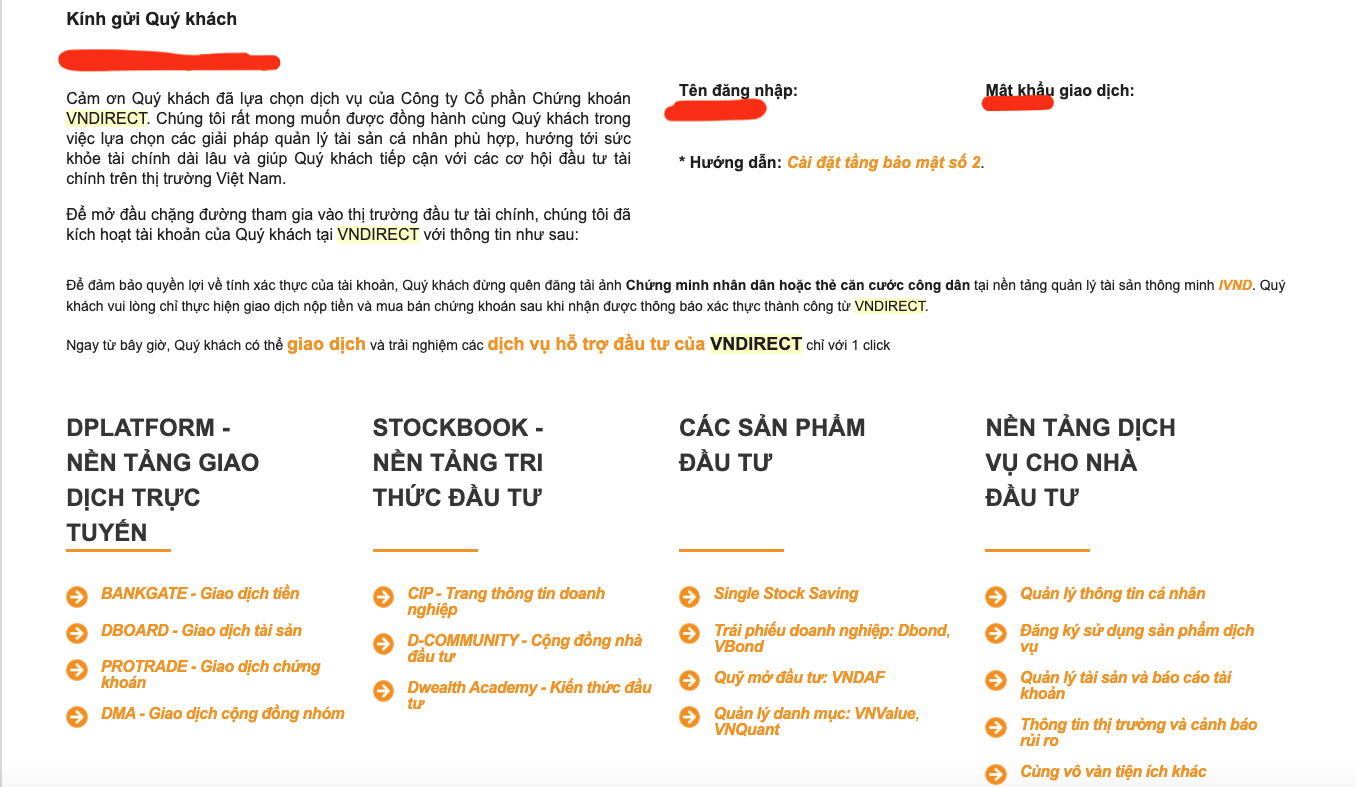 Kính gửi Quý khách
Cảm ơn Quý khách đã lựa chọn dịch vụ của Công ty Cổ phần Chứng khoán
VNDIRECT. Chúng tôi rất mong muốn được đồng hành cùng Quý khách trong
việc lựa chọn các giải pháp quản lý tài sản cá nhân phù hợp, hướng tới sức
khỏe tài chính dài lâu và giúp Quý khách tiếp cận với các cơ hội đầu tư tài
chính trên thị trường Việt Nam.
Để mở đầu chặng đường tham gia vào thị trường đầu tư tài chính, chúng tôi đã
kích hoạt tài khoản của Quý khách tại VNDIRECT với thông tin như sau:
Tên đăng nhập:
Mật khẩu giao dịch:
* Hướng dẫn: Cài đặt tầng bảo mật số 2.
Để đảm bảo quyền lợi về tính xác thực của tài khoản, Quý khách đừng quên đăng tải ảnh Chứng minh nhân dân hoặc thẻ căn cước công dân tại nền tảng quản lý tài sản thông minh IVND. Quý
khách vui lòng chỉ thực hiện giao dịch nộp tiền và mua bán chứng khoán sau khi nhận được thông báo xác thực thành công từ VNDIRECT.
Ngay từ bây giờ, Quý khách có thể giao dịch và trải nghiệm các dịch vụ hỗ trợ đầu tư của VNDIRECT chỉ với 1 click
DPLATFORM -
NỀN TẢNG GIAO
DỊCH TRỰC
TUYẾN
BANKGATE - Giao dịch tiền
DBOARD - Giao dịch tài sản
PROTRADE - Giao dịch chứng
khoán
DMA - Giao dịch cộng đồng nhóm
STOCKBOOK -
NỀN TẢNG TRI
THỨC ĐẦU TƯ
CIP - Trang thông tin doanh
nghiệp
D-COMMUNITY - Cộng đồng nhà
đầu tư
Dwealth Academy - Kiến thức đầu
tư
CÁC SẢN PHẨM
ĐẦU TƯ
Single Stock Saving
Trái phiếu doanh nghiệp: Dbond,
VBond
Quỹ mở đầu tư: VNDAF
Quản lý danh mục: VNValue,
VNQuant
NỀN TẢNG DỊCH
VỤ CHO NHÀ
ĐẦU TƯ
Quản lý thông tin cá nhân
Đăng ký sử dụng sản phẩm dịch
vụ
Quản lý tài sản và báo cáo tài
khoản
Thông tin thị trường và cảnh báo
rủi ro
Cùng vô vàn tiện ích khác